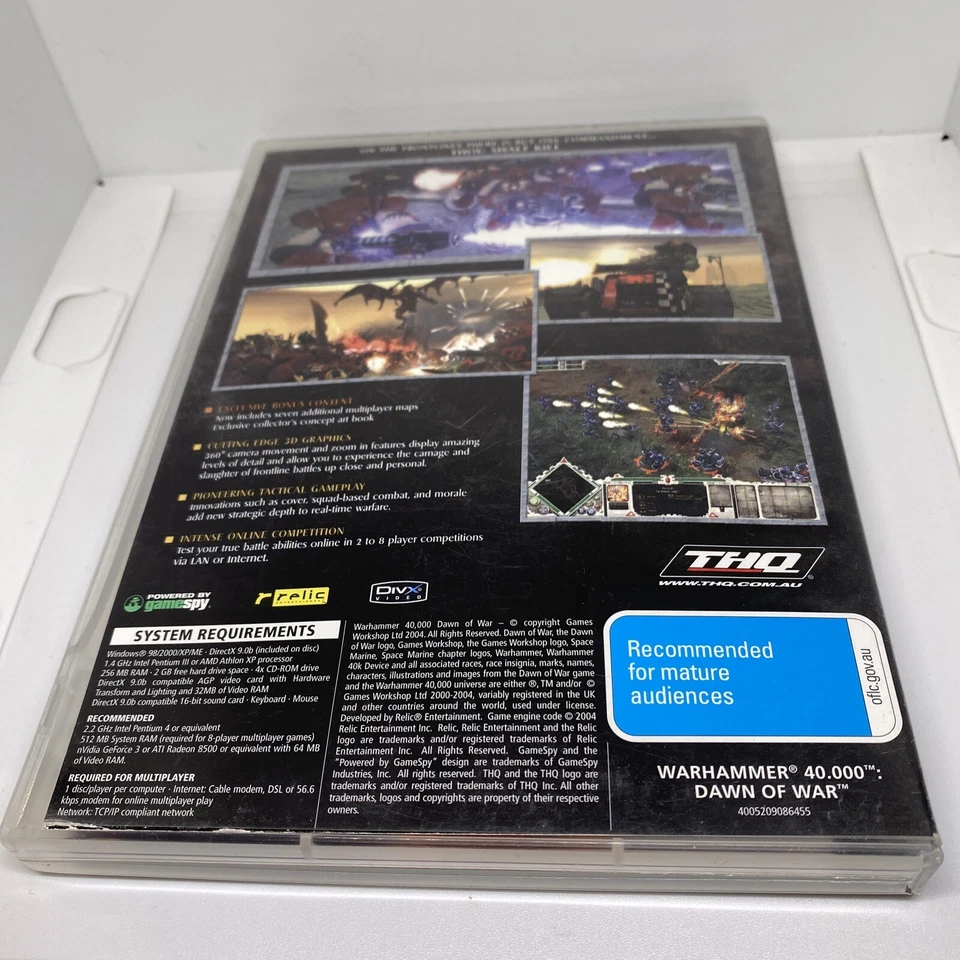 THOU SHALT KILL
EXCLUSIVE BONUS CONTENT
Now includes seven additional multiplayer maps
Exclusive collector's concept art book
CUTTING EDGE 3D GRAPHICS
360° camera movement and zoom in features display amazing
levels of detail and allow you to experience the carnage and
slaughter of frontline battles up close and personal.
PIONEERING TACTICAL GAMEPLAY
Innovations such as cover, squad-based combat, and morale
add new strategic depth to real-time warfare.
INTENSE ONLINE COMPETITION
Test your true battle abilities online in 2 to 8 player competitions
via LAN or Internet.
THQ®
WWW.THQ.COM.AU
POWERED BY
gamespy
relic
entertainment
DivX
VIDEO
SYSTEM REQUIREMENTS
Windows® 98/2000/XP/ME · DirectX 9.0b (included on disc)
1.4 GHz Intel Pentium III or AMD Athlon XP processor
256 MB RAM · 2 GB free hard drive space · 4x CD-ROM drive
DirectX 9.0b compatible AGP video card with Hardware
Transform and Lighting and 32MB of Video RAM
DirectX 9.0b compatible 16-bit sound card · Keyboard · Mouse
RECOMMENDED
2.2 GHz Intel Pentium 4 or equivalent
512 MB System RAM (required for 8-player multiplayer games)
nVidia GeForce 3 or ATI Radeon 8500 or equivalent with 64 MB
of Video RAM.
REQUIRED FOR MULTIPLAYER
1 disc/player per computer · Internet: Cable modem, DSL or 56.6
kbps modem for online multiplayer play
Network: TCP/IP compliant network
Warhammer 40,000 Dawn of War – © copyright Games
Workshop Ltd 2004. All Rights Reserved. Dawn of War, the Dawn
of War logo, Games Workshop, the Games Workshop logo, Space
Marine, Space Marine chapter logos, Warhammer, Warhammer
40k Device and all associated races, race insignia, marks, names,
characters, illustrations and images from the Dawn of War game
and the Warhammer 40,000 universe are either ®,TM and/or ©
Games Workshop Ltd 2000-2004, variably registered in the UK
and other countries around the world, used under license.
Developed by Relic® Entertainment. Game engine code © 2004
Relic Entertainment Inc. Relic, Relic Entertainment and the Relic
logo are trademarks and/or registered trademarks of Relic
Entertainment Inc. All Rights Reserved. GameSpy and the
"Powered by GameSpy" design are trademarks of GameSpy
Industries, Inc. All rights reserved. THQ and the THQ logo are
trademarks and/or registered trademarks of THQ Inc. All other
trademarks, logos and copyrights are property of their respective
owners.
Recommended
for mature
audiences
oflc.gov.au
WARHAMMER® 40.000™:
DAWN OF WAR™
4005209086455